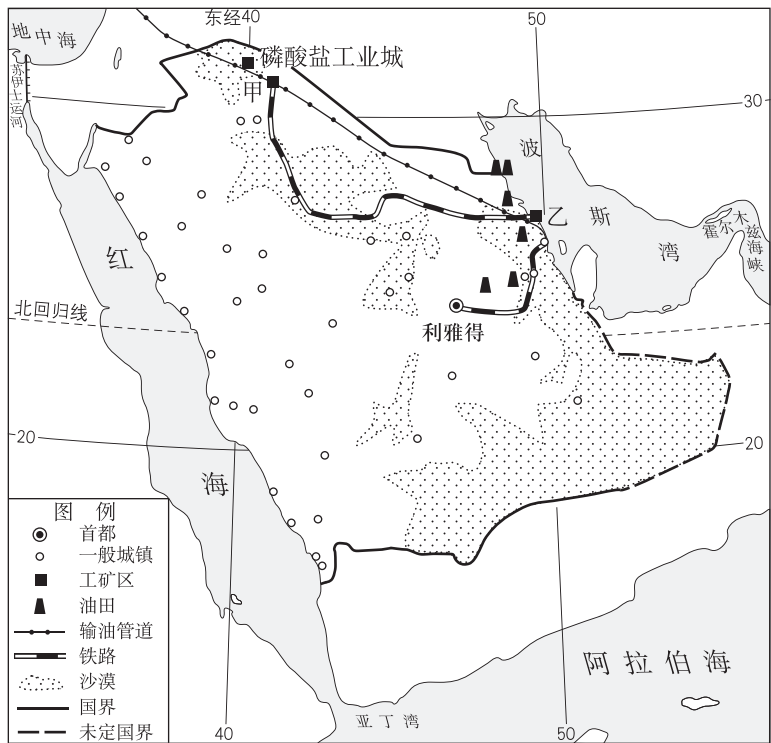 东经40
50
地中海
磷酸盐工业城
苏伊士运河
甲
30
波
斯
湾
乙
霍尔木兹海峡
红
海
北回归线
利雅得
20
20
图 例
首都
一般城镇
工矿区
油田
输油管道
铁路
沙漠
国界
未定国界
阿拉伯海
亚丁湾
40
50